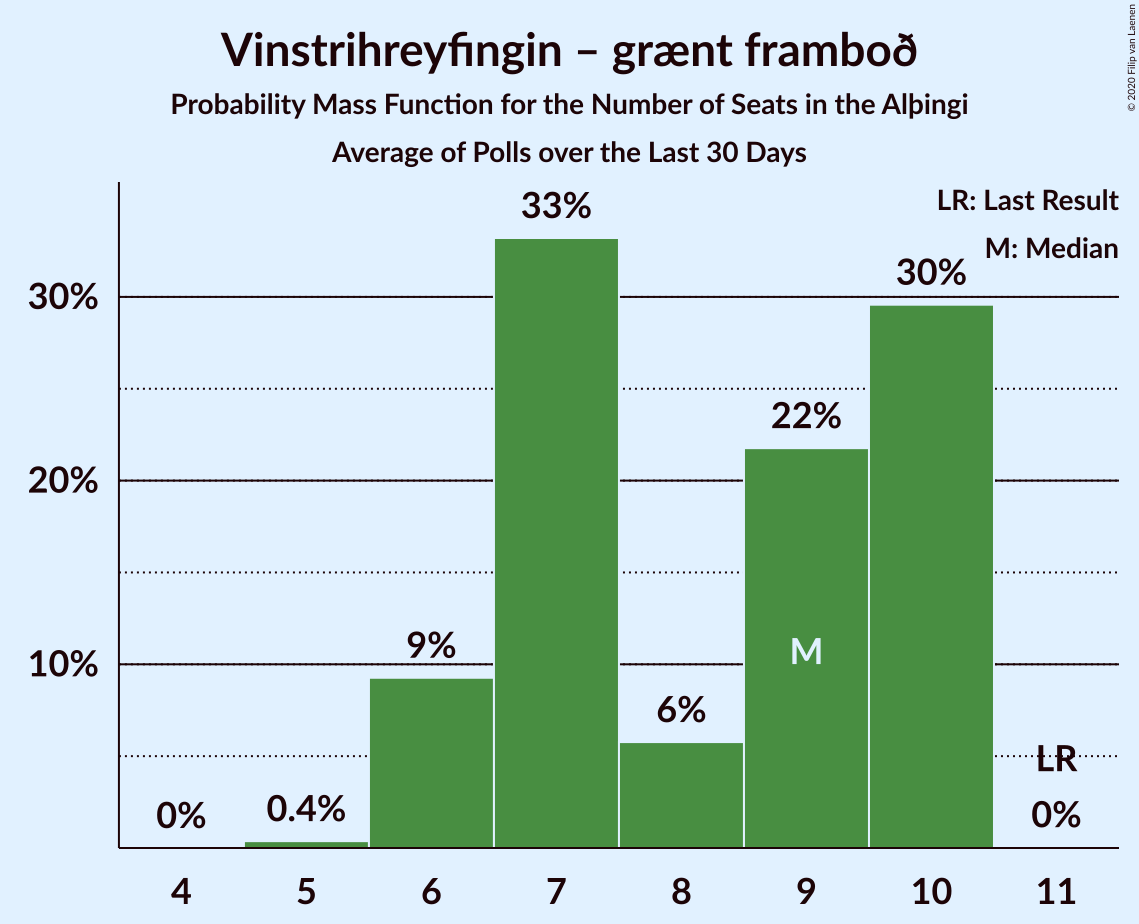 Vinstrihreyfingin – grænt framboð
Probability Mass Function for the Number of Seats in the Alþingi
Average of Polls over the Last 30 Days
© 2020 Filip van Laenen
LR: Last Result
M: Median
33%
30%
30%
22%
20%
M
9%
10%
6%
LR
0%
0.4%
0%
4 5 6 7 8 9 10 11